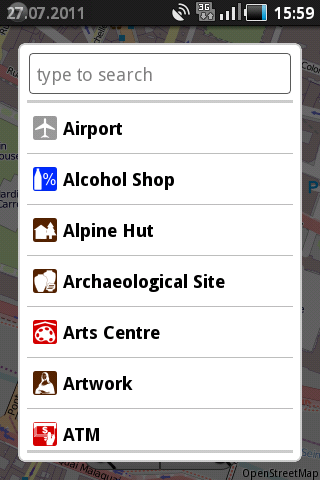 27.07.2011 3G 15:59
type to search
Airport
% Alcohol Shop
Alpine Hut
Archaeological Site
Arts Centre
Artwork
$ ATM
OpenStreetMap